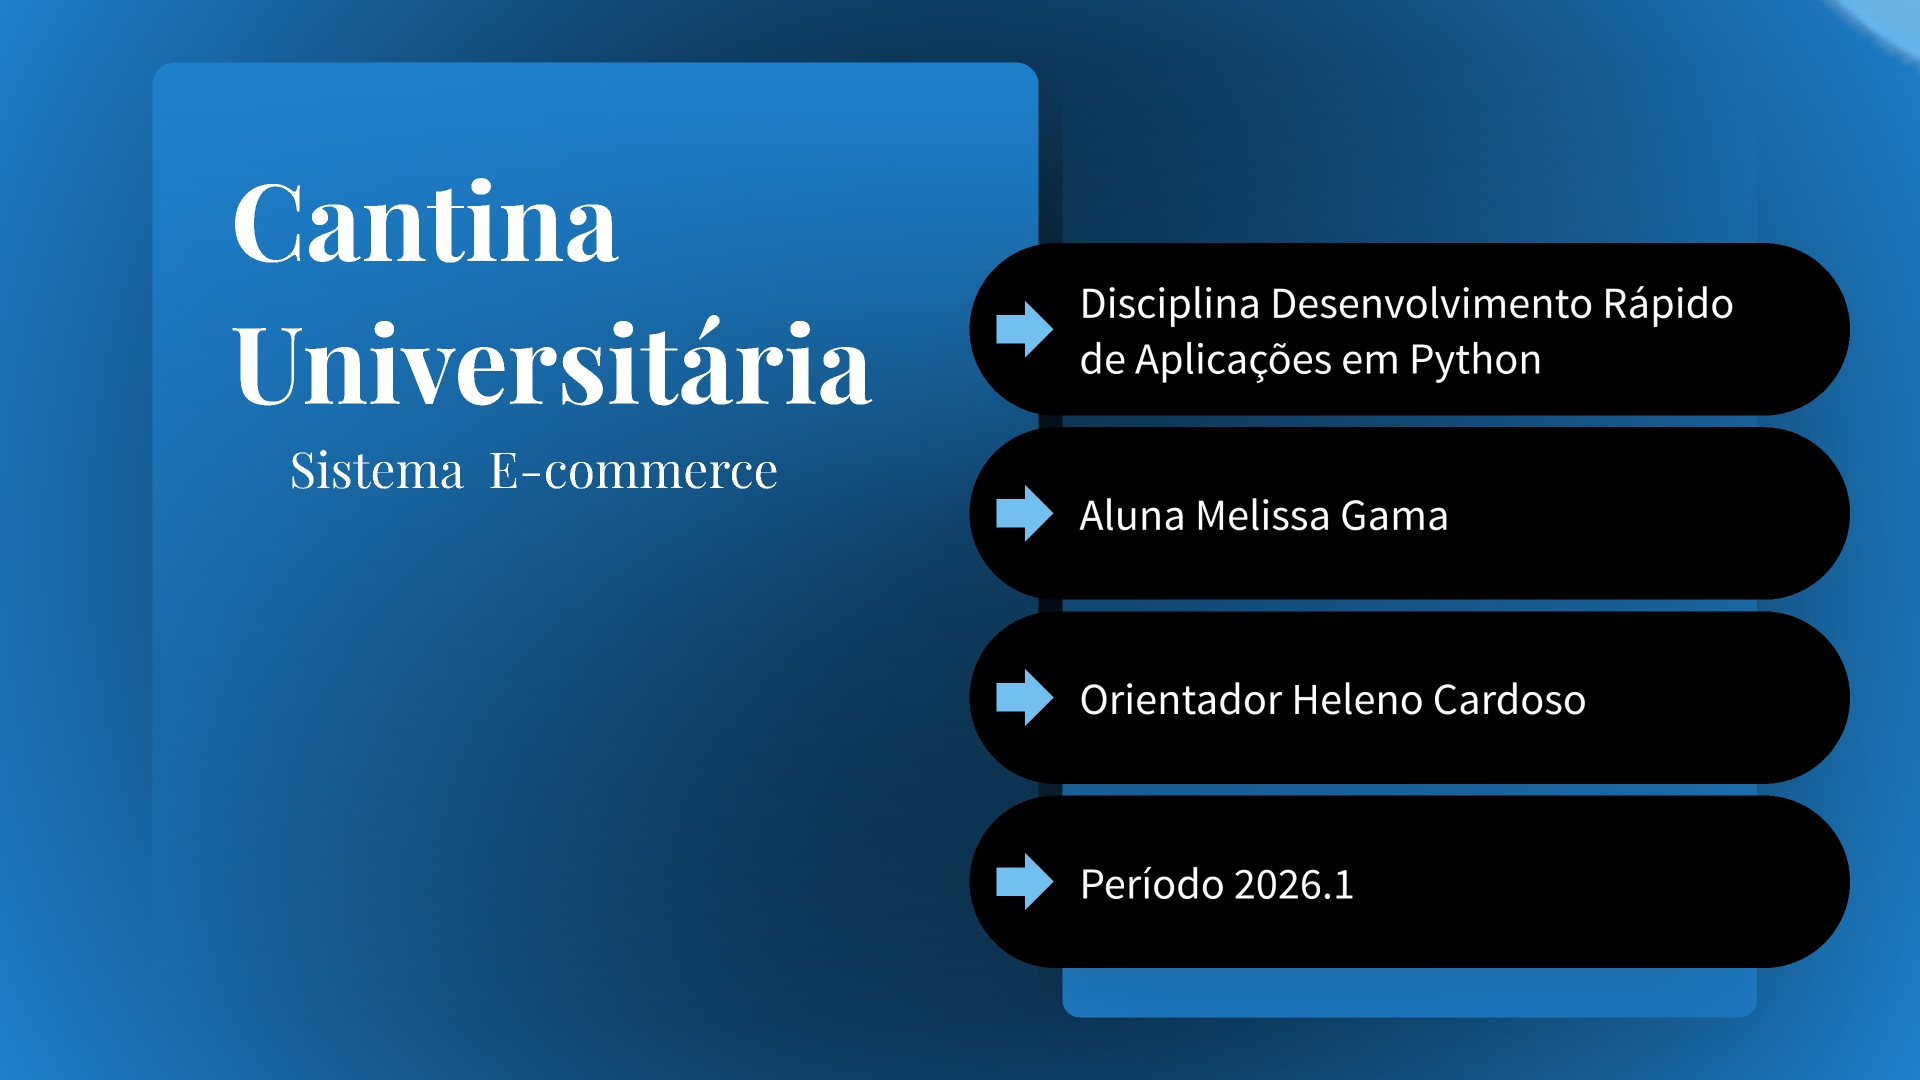 Cantina
Universitária
Sistema E-commerce
Disciplina Desenvolvimento Rápido
de Aplicações em Python
Aluna Melissa Gama
Orientador Heleno Cardoso
Período 2026.1